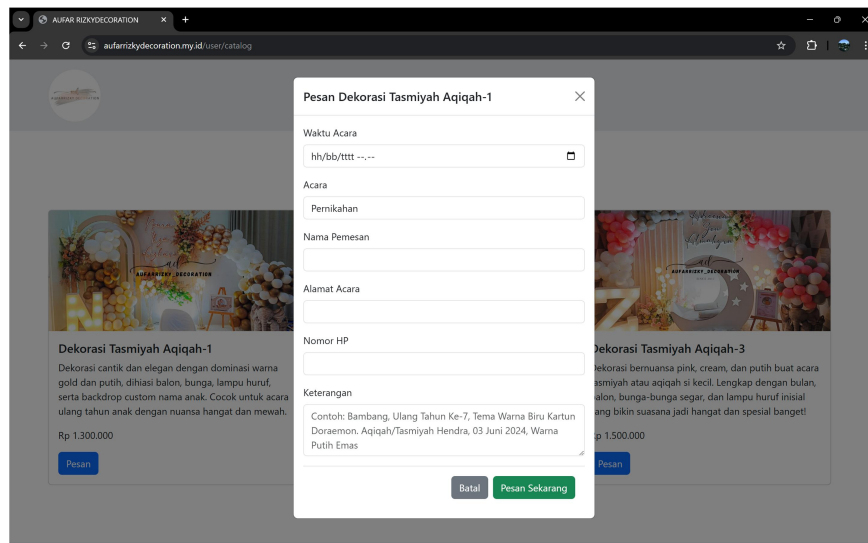 AUFAR RIZKYDECORATION
aufarrizkydecoration.my.id/user/catalog
Pesan Dekorasi Tasmiyah Aqiqah-1
Waktu Acara
hh/bb/tttt --.--
Acara
Pernikahan
Nama Pemesan
Alamat Acara
Nomor HP
Keterangan
Contoh: Bambang, Ulang Tahun Ke-7, Tema Warna Biru Kartun
Doraemon. Aqiqah/Tasmiyah Hendra, 03 Juni 2024, Warna
Putih Emas
Batal
Pesan Sekarang
AUFARRIZKY_DECORATION
Dekorasi Tasmiyah Aqiqah-1
Dekorasi cantik dan elegan dengan dominasi warna
gold dan putih, dihiasi balon, bunga, lampu huruf,
serta backdrop custom nama anak. Cocok untuk acara
ulang tahun anak dengan nuansa hangat dan mewah.
Rp 1.300.000
Pesan
AUFARRIZKY_DECORATION
Dekorasi Tasmiyah Aqiqah-3
Dekorasi bernuansa pink, cream, dan putih buat acara
asmiyah atau aqiqah si kecil. Lengkap dengan bulan,
alon, bunga-bunga segar, dan lampu huruf inisial
ang bikin suasana jadi hangat dan spesial banget!
p 1.500.000
Pesan